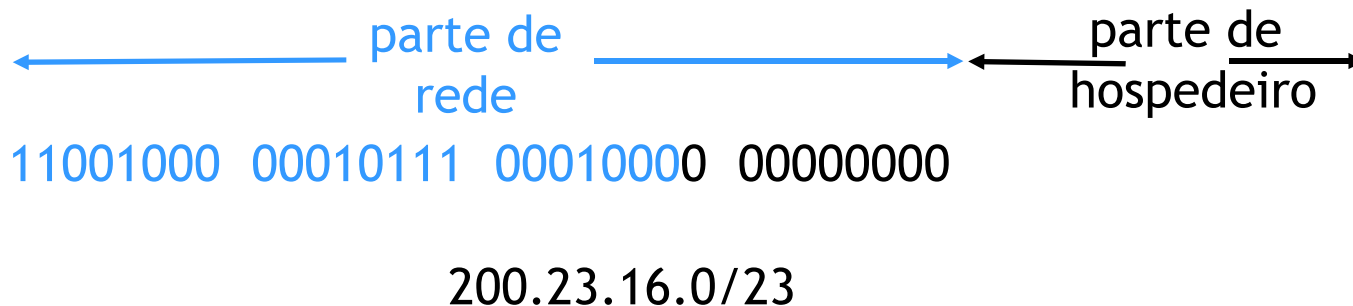 parte de
rede
parte de
hospedeiro
11001000 00010111 00010000 00000000
200.23.16.0/23